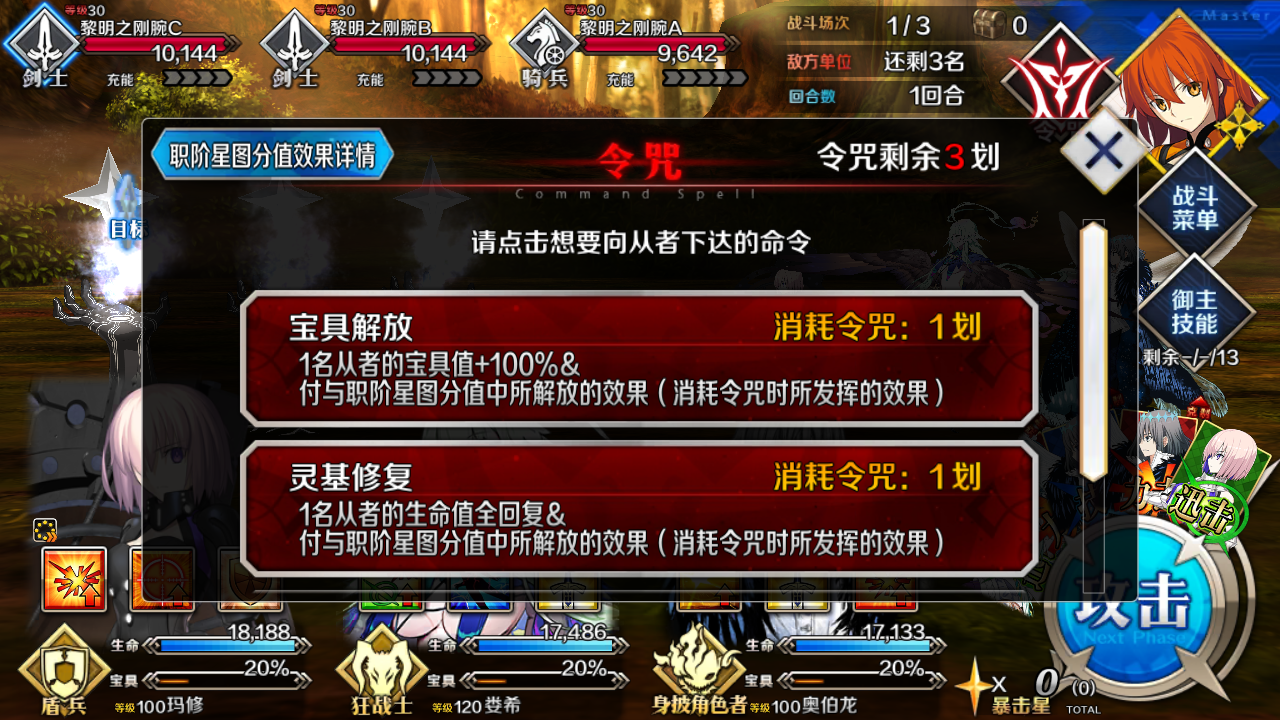 等级30 黎明之刚腕C
10,144
剑士 充能
等级30 黎明之刚腕B
10,144
剑士 充能
等级30 黎明之刚腕A
9,642
骑兵 充能
战斗场次 1/3 0
敌方单位 还剩3名
回合数 1回合
Master
职阶星图分值效果详情
令咒
Command Spell
令咒剩余3划
战斗
菜单
目标
请点击想要向从者下达的命令
御主
技能
剩余-/-/13
宝具解放 消耗令咒：1划
1名从者的宝具值+100%&
付与职阶星图分值中所解放的效果（消耗令咒时所发挥的效果）
灵基修复 消耗令咒：1划
1名从者的生命值全回复&
付与职阶星图分值中所解放的效果（消耗令咒时所发挥的效果）
迅击
攻击
Next Phase
生命 18,188
宝具 20%
盾兵 等级100玛修
生命 17,486
宝具 20%
狂战士 等级120娄希
生命 17,133
宝具 20%
身披角色者 等级100奥伯龙
X 0 (0)
暴击星 TOTAL